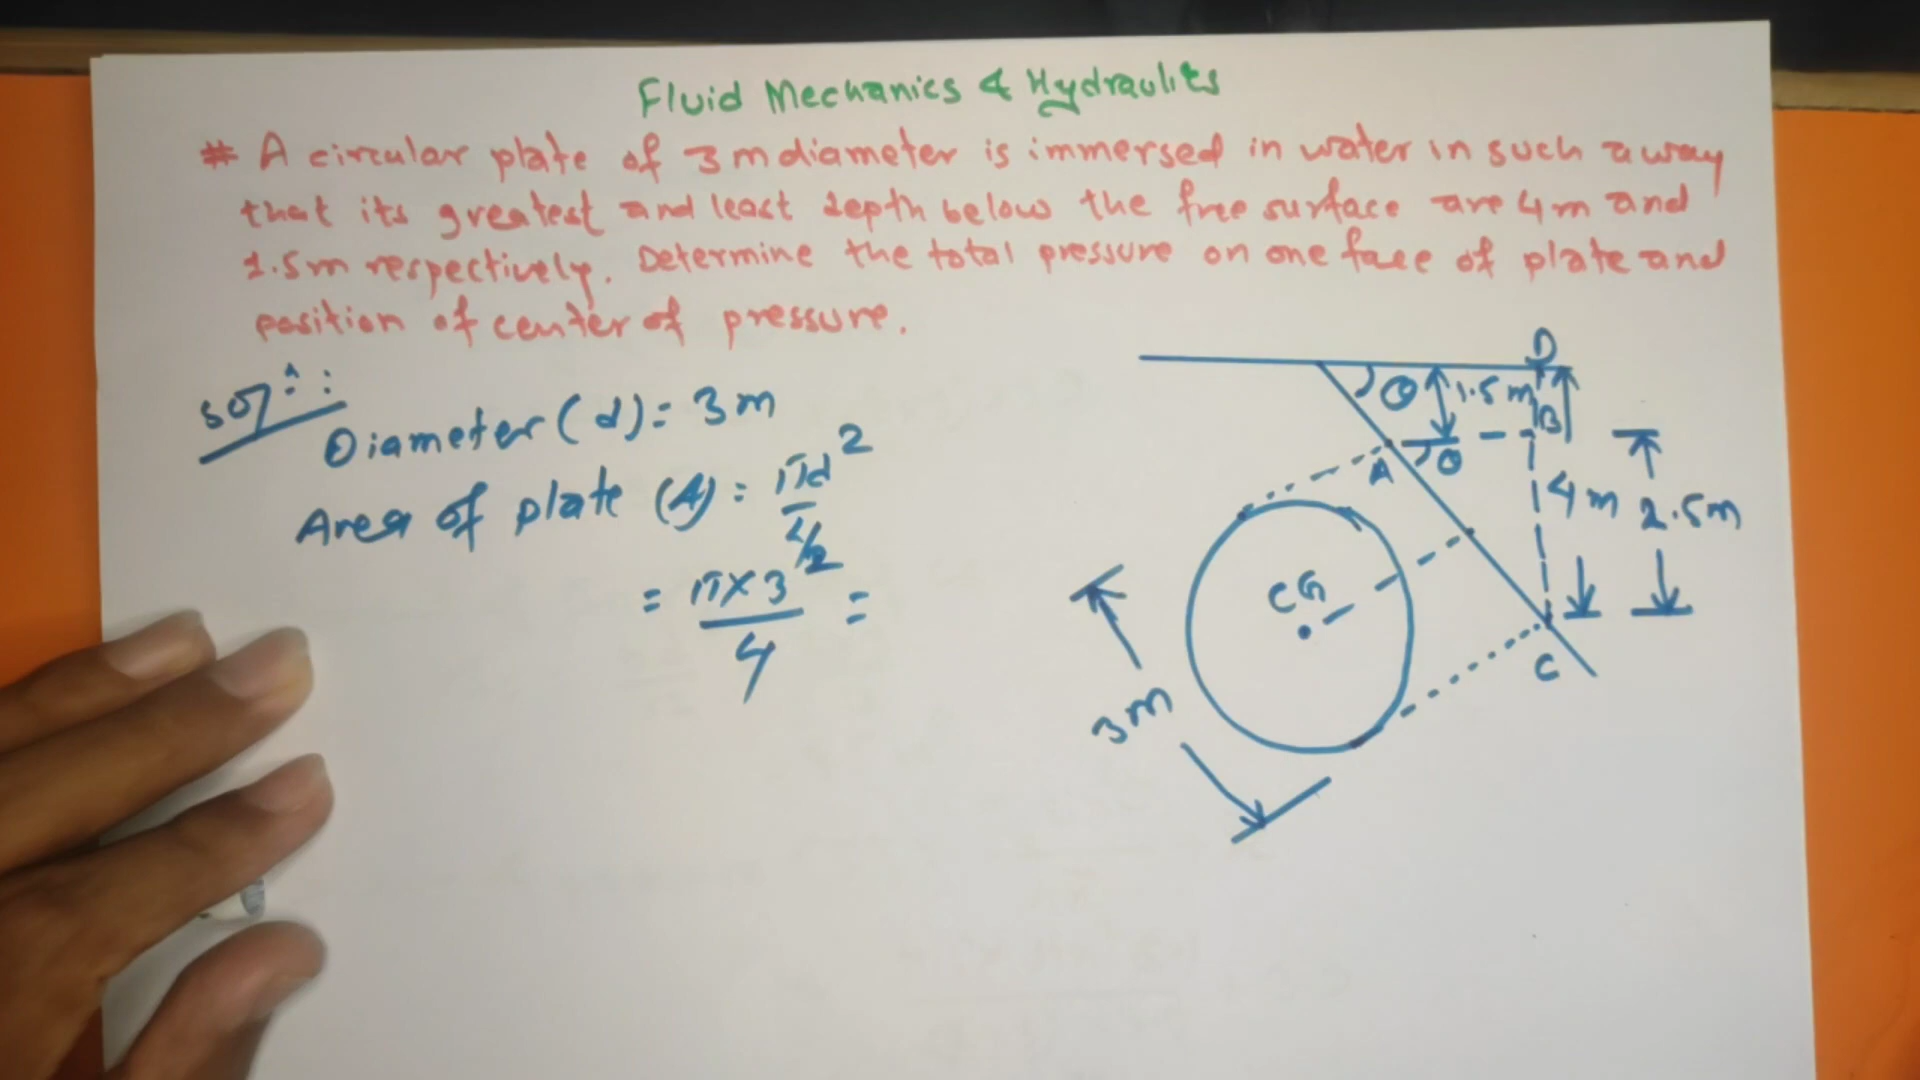 Fluid Mechanics & Hydraulits
# A circular plate of 3m diameter is immersed in water in such a way
that its greatest and least depth below the free surface are 4m and
1.5m respectively. Determine the total pressure on one face of plate and
position of center of pressure.
Diameter (d) = 3m
Area of plate (A) = πd²/4
= π×3²/4 =
D
θ
1.5m
B
A
θ
4m
2.5m
CG
C
3m